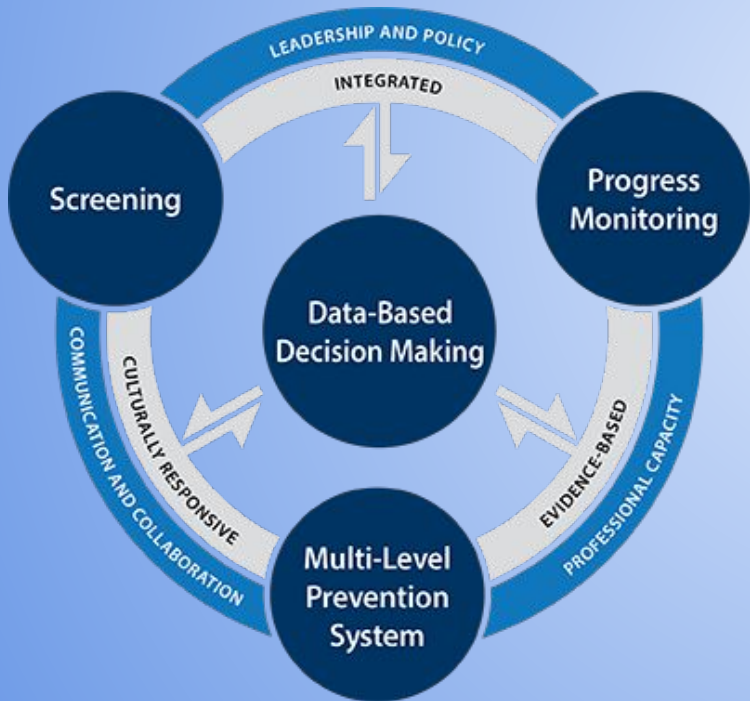 LEADERSHIP AND POLICY
INTEGRATED
Screening
Progress
Monitoring
Data-Based
Decision Making
COMMUNICATION AND COLLABORATION
CULTURALLY RESPONSIVE
EVIDENCE-BASED
PROFESSIONAL CAPACITY
Multi-Level
Prevention
System